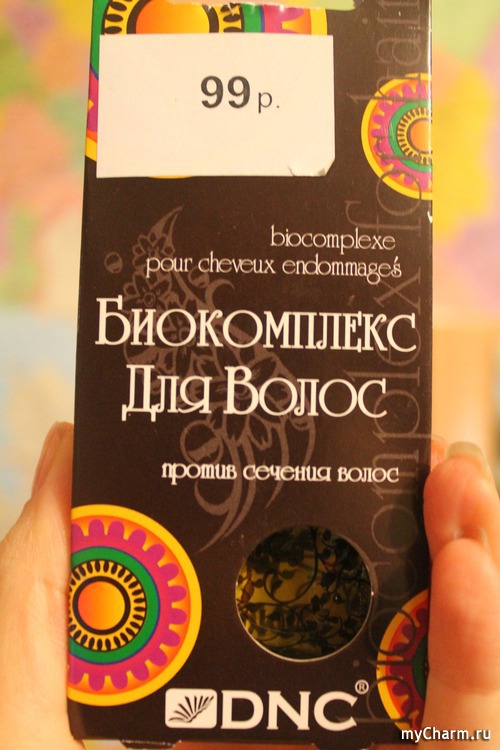 99 р.
biocomplexe
pour cheveux endommagés
Биокомплекс
Для Волос
против сечения волос
DNC®
myCharm.ru